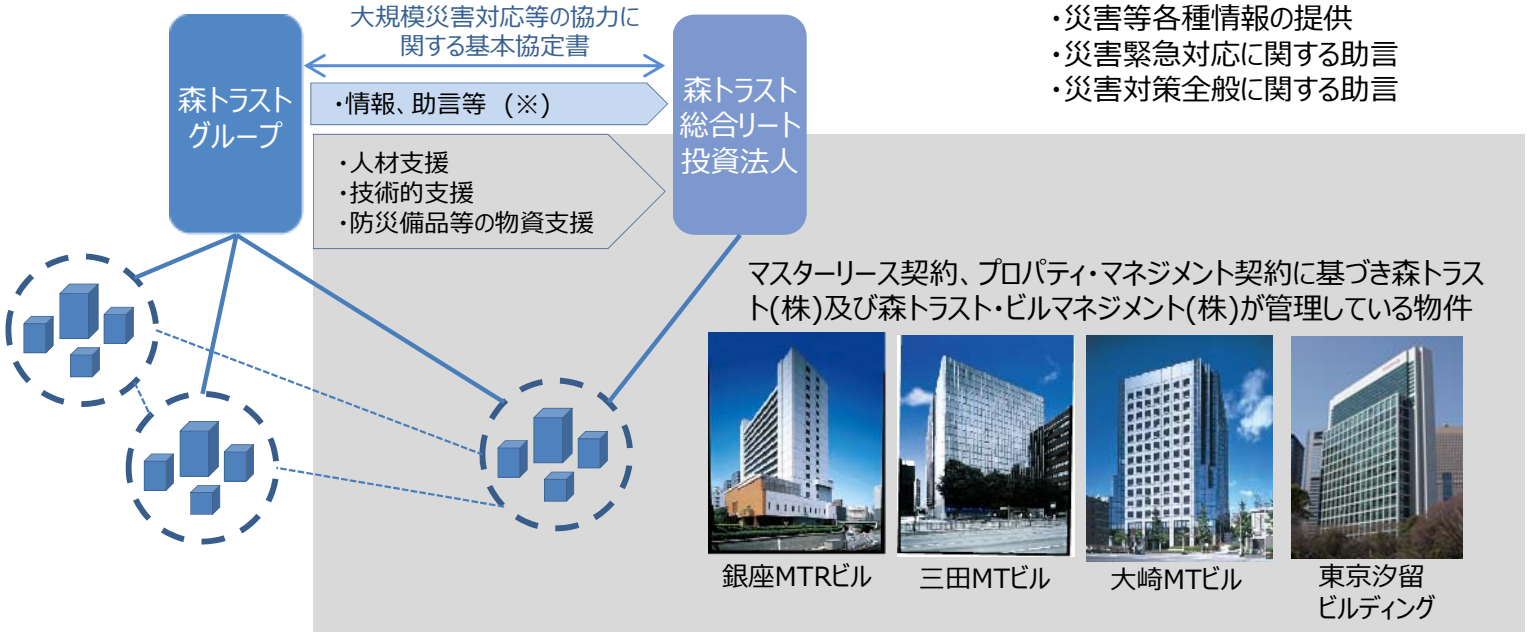 大規模災害対応等の協力に
関する基本協定書
・災害等各種情報の提供
・災害緊急対応に関する助言
・災害対策全般に関する助言
森トラスト
グループ
・情報、助言等 (※)
・人材支援
・技術的支援
・防災備品等の物資支援
森トラスト
総合リート
投資法人
マスターリース契約、プロパティ・マネジメント契約に基づき森トラス
ト(株)及び森トラスト・ビルマネジメント(株)が管理している物件
銀座MTRビル
三田MTビル
大崎MTビル
東京汐留
ビルディング